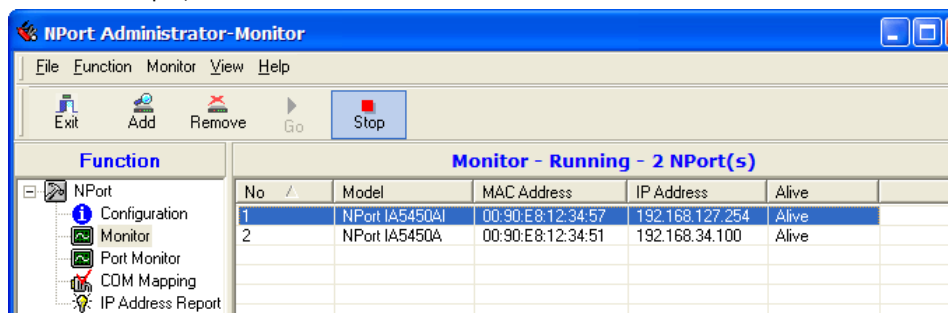 NPort Administrator-Monitor
File Function Monitor View Help
Exit Add Remove Go Stop
Function
Monitor - Running - 2 NPort(s)
NPort
Configuration
Monitor
Port Monitor
COM Mapping
IP Address Report
No Model MAC Address IP Address Alive
1 NPort IA5450AI 00:90:E8:12:34:57 192.168.127.254 Alive
2 NPort IA5450A 00:90:E8:12:34:51 192.168.34.100 Alive